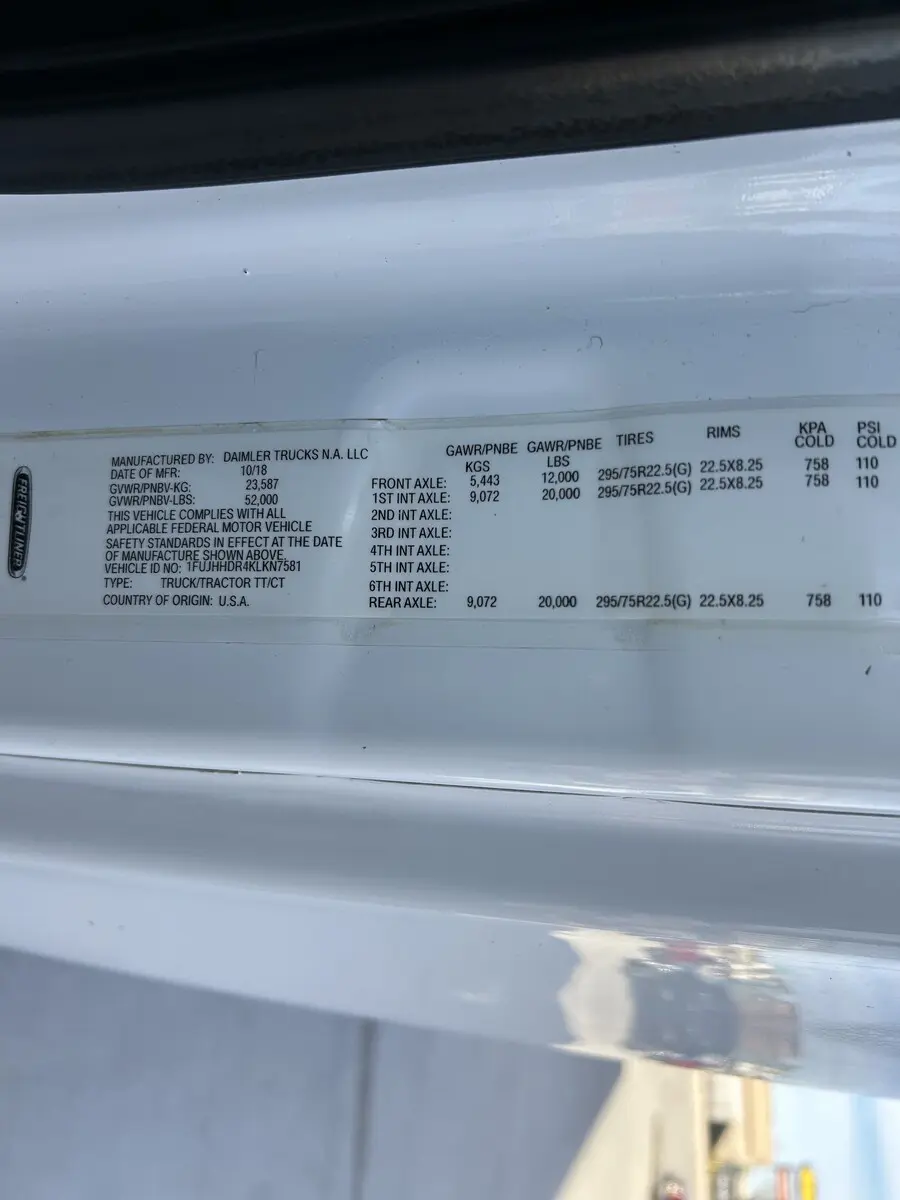 FREIGHTLINER
MANUFACTURED BY: DAIMLER TRUCKS N.A. LLC
DATE OF MFR: 10/18
GVWR/PNBV-KG: 23,587
GVWR/PNBV-LBS: 52,000
THIS VEHICLE COMPLIES WITH ALL
APPLICABLE FEDERAL MOTOR VEHICLE
SAFETY STANDARDS IN EFFECT AT THE DATE
OF MANUFACTURE SHOWN ABOVE.
VEHICLE ID NO: 1FUJHHDR4KLKN7581
TYPE: TRUCK/TRACTOR TT/CT
COUNTRY OF ORIGIN: U.S.A.
GAWR/PNBE GAWR/PNBE TIRES RIMS KPA PSI
KGS LBS COLD COLD
FRONT AXLE: 5,443 12,000 295/75R22.5(G) 22.5X8.25 758 110
1ST INT AXLE: 9,072 20,000 295/75R22.5(G) 22.5X8.25 758 110
2ND INT AXLE:
3RD INT AXLE:
4TH INT AXLE:
5TH INT AXLE:
6TH INT AXLE:
REAR AXLE: 9,072 20,000 295/75R22.5(G) 22.5X8.25 758 110